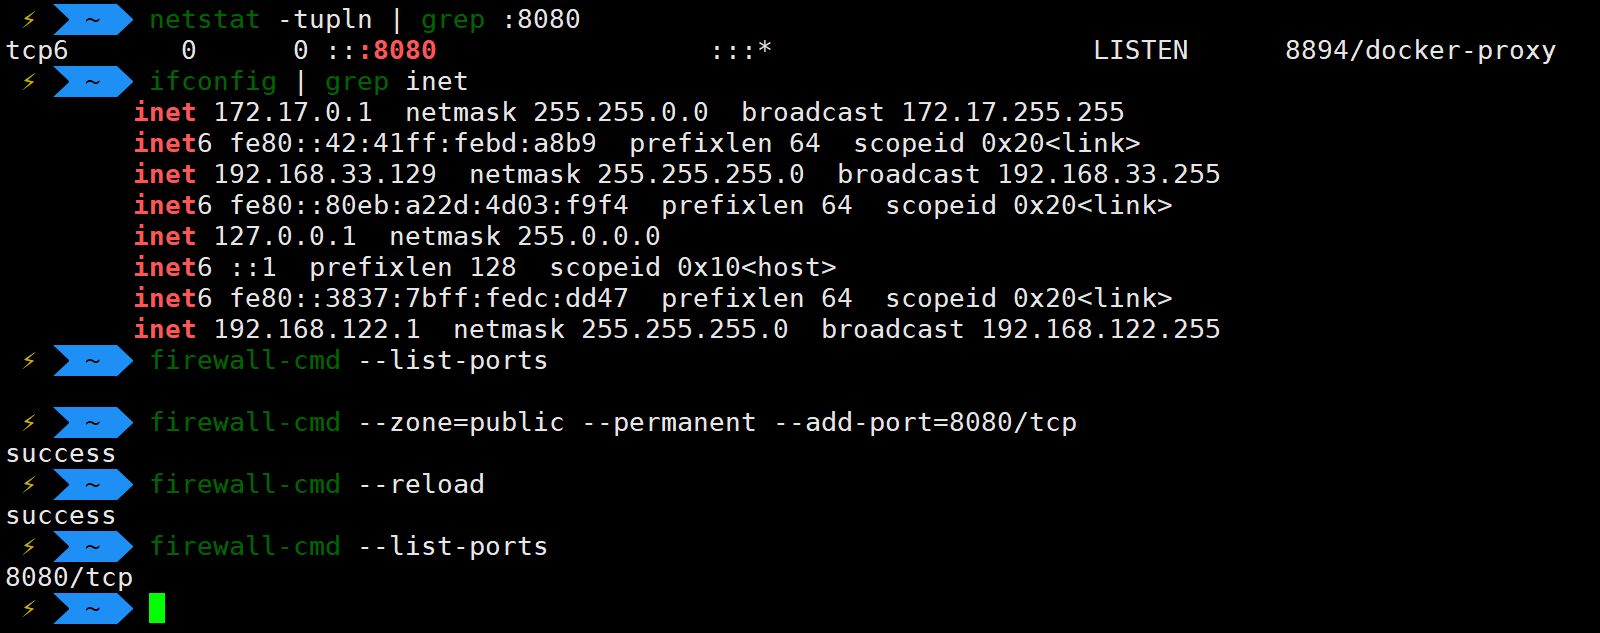 ⚡ ~ netstat -tupln | grep :8080
tcp6       0      0 :::8080                 :::*                    LISTEN      8894/docker-proxy
⚡ ~ ifconfig | grep inet
        inet 172.17.0.1  netmask 255.255.0.0  broadcast 172.17.255.255
        inet6 fe80::42:41ff:febd:a8b9  prefixlen 64  scopeid 0x20<link>
        inet 192.168.33.129  netmask 255.255.255.0  broadcast 192.168.33.255
        inet6 fe80::80eb:a22d:4d03:f9f4  prefixlen 64  scopeid 0x20<link>
        inet 127.0.0.1  netmask 255.0.0.0
        inet6 ::1  prefixlen 128  scopeid 0x10<host>
        inet6 fe80::3837:7bff:fedc:dd47  prefixlen 64  scopeid 0x20<link>
        inet 192.168.122.1  netmask 255.255.255.0  broadcast 192.168.122.255
⚡ ~ firewall-cmd --list-ports
⚡ ~ firewall-cmd --zone=public --permanent --add-port=8080/tcp
success
⚡ ~ firewall-cmd --reload
success
⚡ ~ firewall-cmd --list-ports
8080/tcp
⚡ ~